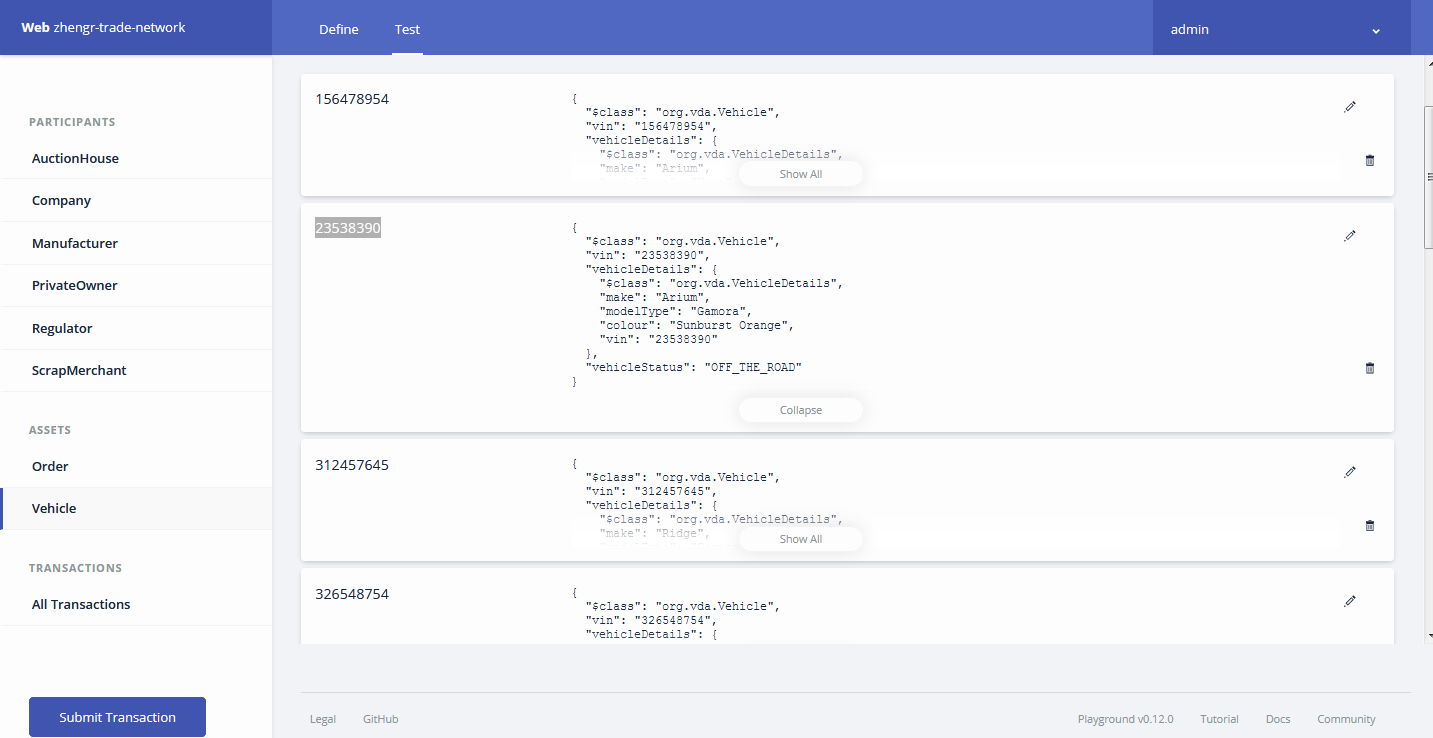 Web zhengr-trade-network
Define
Test
admin
PARTICIPANTS
AuctionHouse
Company
Manufacturer
PrivateOwner
Regulator
ScrapMerchant
ASSETS
Order
Vehicle
TRANSACTIONS
All Transactions
Submit Transaction
156478954
{
"$class": "org.vda.Vehicle",
"vin": "156478954",
"vehicleDetails": {
"$class": "org.vda.VehicleDetails",
"make": "Arium",
Show All
23538390
{
"$class": "org.vda.Vehicle",
"vin": "23538390",
"vehicleDetails": {
"$class": "org.vda.VehicleDetails",
"make": "Arium",
"modelType": "Gamora",
"colour": "Sunburst Orange",
"vin": "23538390"
},
"vehicleStatus": "OFF_THE_ROAD"
}
Collapse
312457645
{
"$class": "org.vda.Vehicle",
"vin": "312457645",
"vehicleDetails": {
"$class": "org.vda.VehicleDetails",
"make": "Ridge",
Show All
326548754
{
"$class": "org.vda.Vehicle",
"vin": "326548754",
"vehicleDetails": {
Legal
GitHub
Playground v0.12.0
Tutorial
Docs
Community